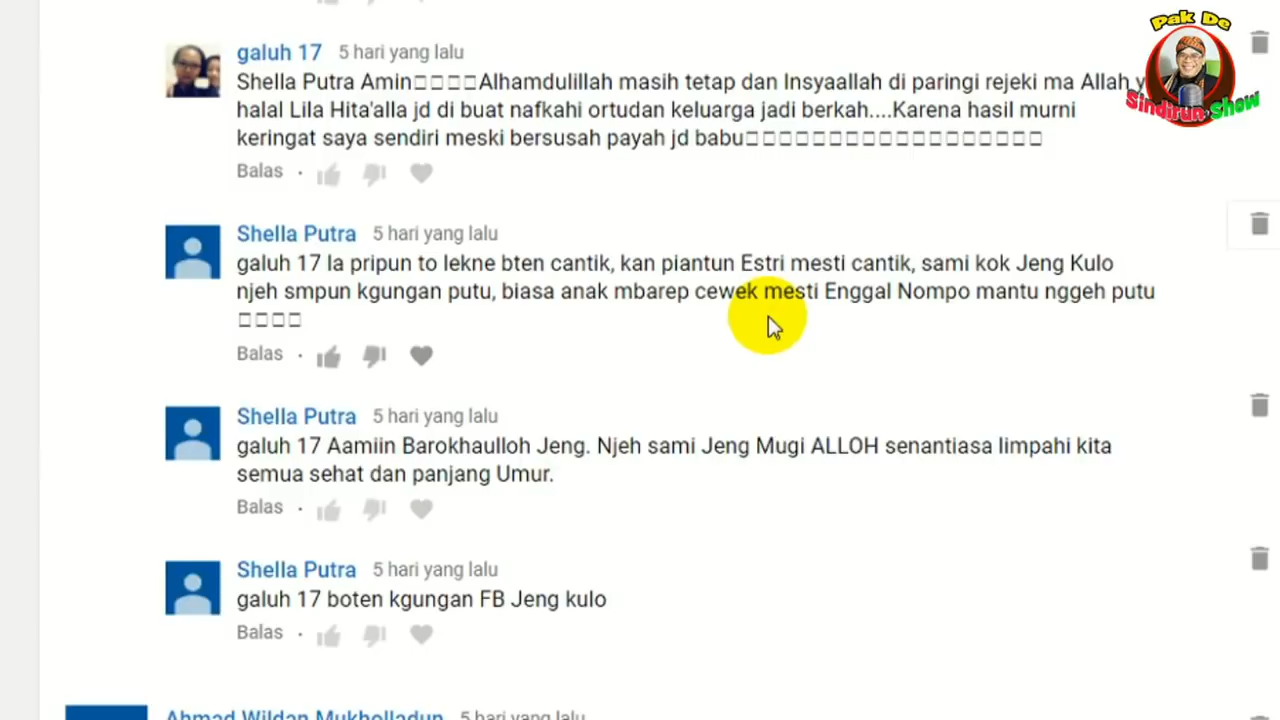 Pak De
Sindirun Show
galuh 17 5 hari yang lalu
Shella Putra Amin□□□□Alhamdulillah masih tetap dan Insyaallah di paringi rejeki ma Allah y
halal Lila Hita'alla jd di buat nafkahi ortudan keluarga jadi berkah....Karena hasil murni
keringat saya sendiri meski bersusah payah jd babu□□□□□□□□□□□□□□□□□□
Balas ·
Shella Putra 5 hari yang lalu
galuh 17 la pripun to lekne bten cantik, kan piantun Estri mesti cantik, sami kok Jeng Kulo
njeh smpun kgungan putu, biasa anak mbarep cewek mesti Enggal Nompo mantu nggeh putu
□□□□
Balas ·
Shella Putra 5 hari yang lalu
galuh 17 Aamiin Barokhaulloh Jeng. Njeh sami Jeng Mugi ALLOH senantiasa limpahi kita
semua sehat dan panjang Umur.
Balas ·
Shella Putra 5 hari yang lalu
galuh 17 boten kgungan FB Jeng kulo
Balas ·
Ahmad Wildan Mukholladun 5 hari yang lalu